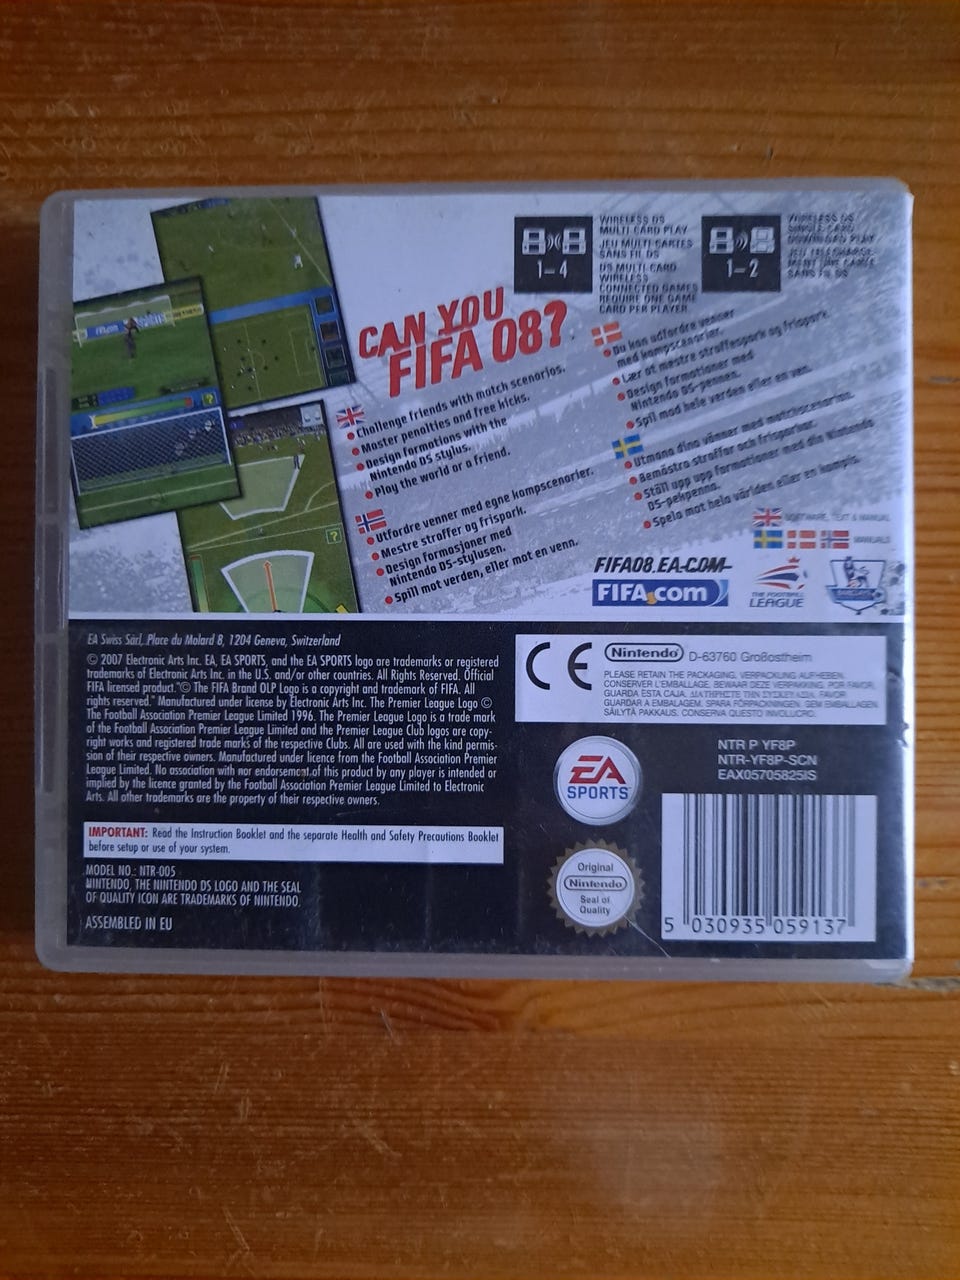 WIRELESS DS
MULTI CARD PLAY
JEU MULTI CARTES
SANS FIL DS
DS MULTI-CARD
WIRELESS
CONNECTED GAMES
REQUIRE ONE GAME
CARD PER PLAYER
1–4
WIRELESS DS
SINGLE-CARD
DOWNLOAD PLAY
SANS FIL DS
1–2
CAN YOU
FIFA 08?
Challenge friends with match scenarios.
Master penalties and free kicks.
Design formations with the
Nintendo DS stylus.
Play the world or a friend.
Utfordre venner med egne kampscenarier.
Mestre straffer og frispark.
Design formasjoner med
Nintendo DS-stylusen.
Spill mot verden, eller mot en venn.
Du kan udfordre venner
med kampscenarier.
Lær at mestre straffespark og frispark.
Design formationer med
Nintendo DS-pennen.
Spil mod hele verden eller en ven.
Utmana dina vänner med matchscenarion.
Bemästra straffar och frisparkar.
Ställ upp upp formationer med din Nintendo
DS-pekpenna.
Spela mot hela världen eller en kompis.
SOFTWARE, TEXT & MANUAL
MANUALS
FIFA08.EA.COM
FIFA.com
THE FOOTBALL
LEAGUE
BARCLAYS
EA Swiss Sàrl, Place du Molard 8, 1204 Geneva, Switzerland
© 2007 Electronic Arts Inc. EA, EA SPORTS, and the EA SPORTS logo are trademarks or registered
trademarks of Electronic Arts Inc. in the U.S. and/or other countries. All Rights Reserved. Official
FIFA licensed product."© The FIFA Brand OLP Logo is a copyright and trademark of FIFA. All
rights reserved." Manufactured under license by Electronic Arts Inc. The Premier League Logo ©
The Football Association Premier League Limited 1996. The Premier League Logo is a trade mark
of the Football Association Premier League Limited and the Premier League Club logos are copy-
right works and registered trade marks of the respective Clubs. All are used with the kind permis-
sion of their respective owners. Manufactured under licence from the Football Association Premier
League Limited. No association with nor endorsement of this product by any player is intended or
implied by the licence granted by the Football Association Premier League Limited to Electronic
Arts. All other trademarks are the property of their respective owners.
IMPORTANT: Read the Instruction Booklet and the separate Health and Safety Precautions Booklet
before setup or use of your system.
MODEL NO.: NTR-005
NINTENDO, THE NINTENDO DS LOGO AND THE SEAL
OF QUALITY ICON ARE TRADEMARKS OF NINTENDO.
ASSEMBLED IN EU
CE
Nintendo D-63760 Großostheim
PLEASE RETAIN THE PACKAGING, VERPACKUNG AUFHEBEN.
CONSERVER L'EMBALLAGE, BEWAAR DEZE VERPAKKING, POR FAVOR,
GUARDA ESTA CAJA. ΔΙΑΤΗΡΗΣΤΕ ΤΗΝ ΣΥΣΚΕΥΑΣΙΑ, FAVOR
GUARDAR A EMBALAGEM, SPARA FÖRPACKNINGEN, GEM EMBALLAGEN
SÄILYTÄ PAKKAUS. CONSERVA QUESTO INVOLUCRO.
EA
SPORTS
NTR P YF8P
NTR-YF8P-SCN
EAX05705825IS
Original
Nintendo
Seal of
Quality
5 030935 059137